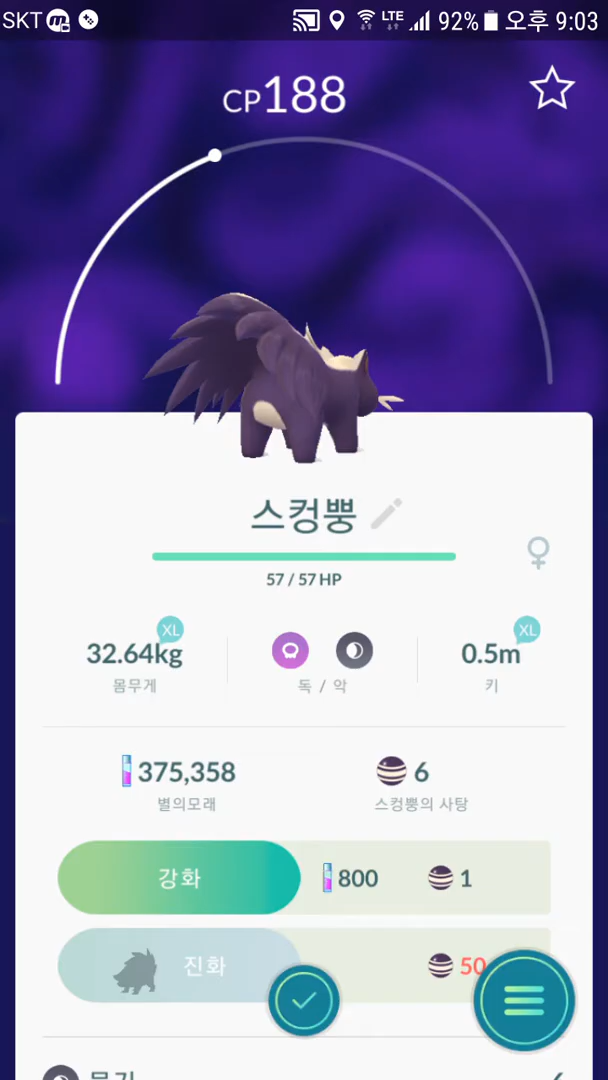 SKT LTE 92% 오후 9:03
CP188
스컹뿡
57 / 57 HP
XL XL
32.64kg 0.5m
몸무게 독 / 악 키
375,358 6
별의모래 스컹뿡의 사탕
강화 800 1
진화 50